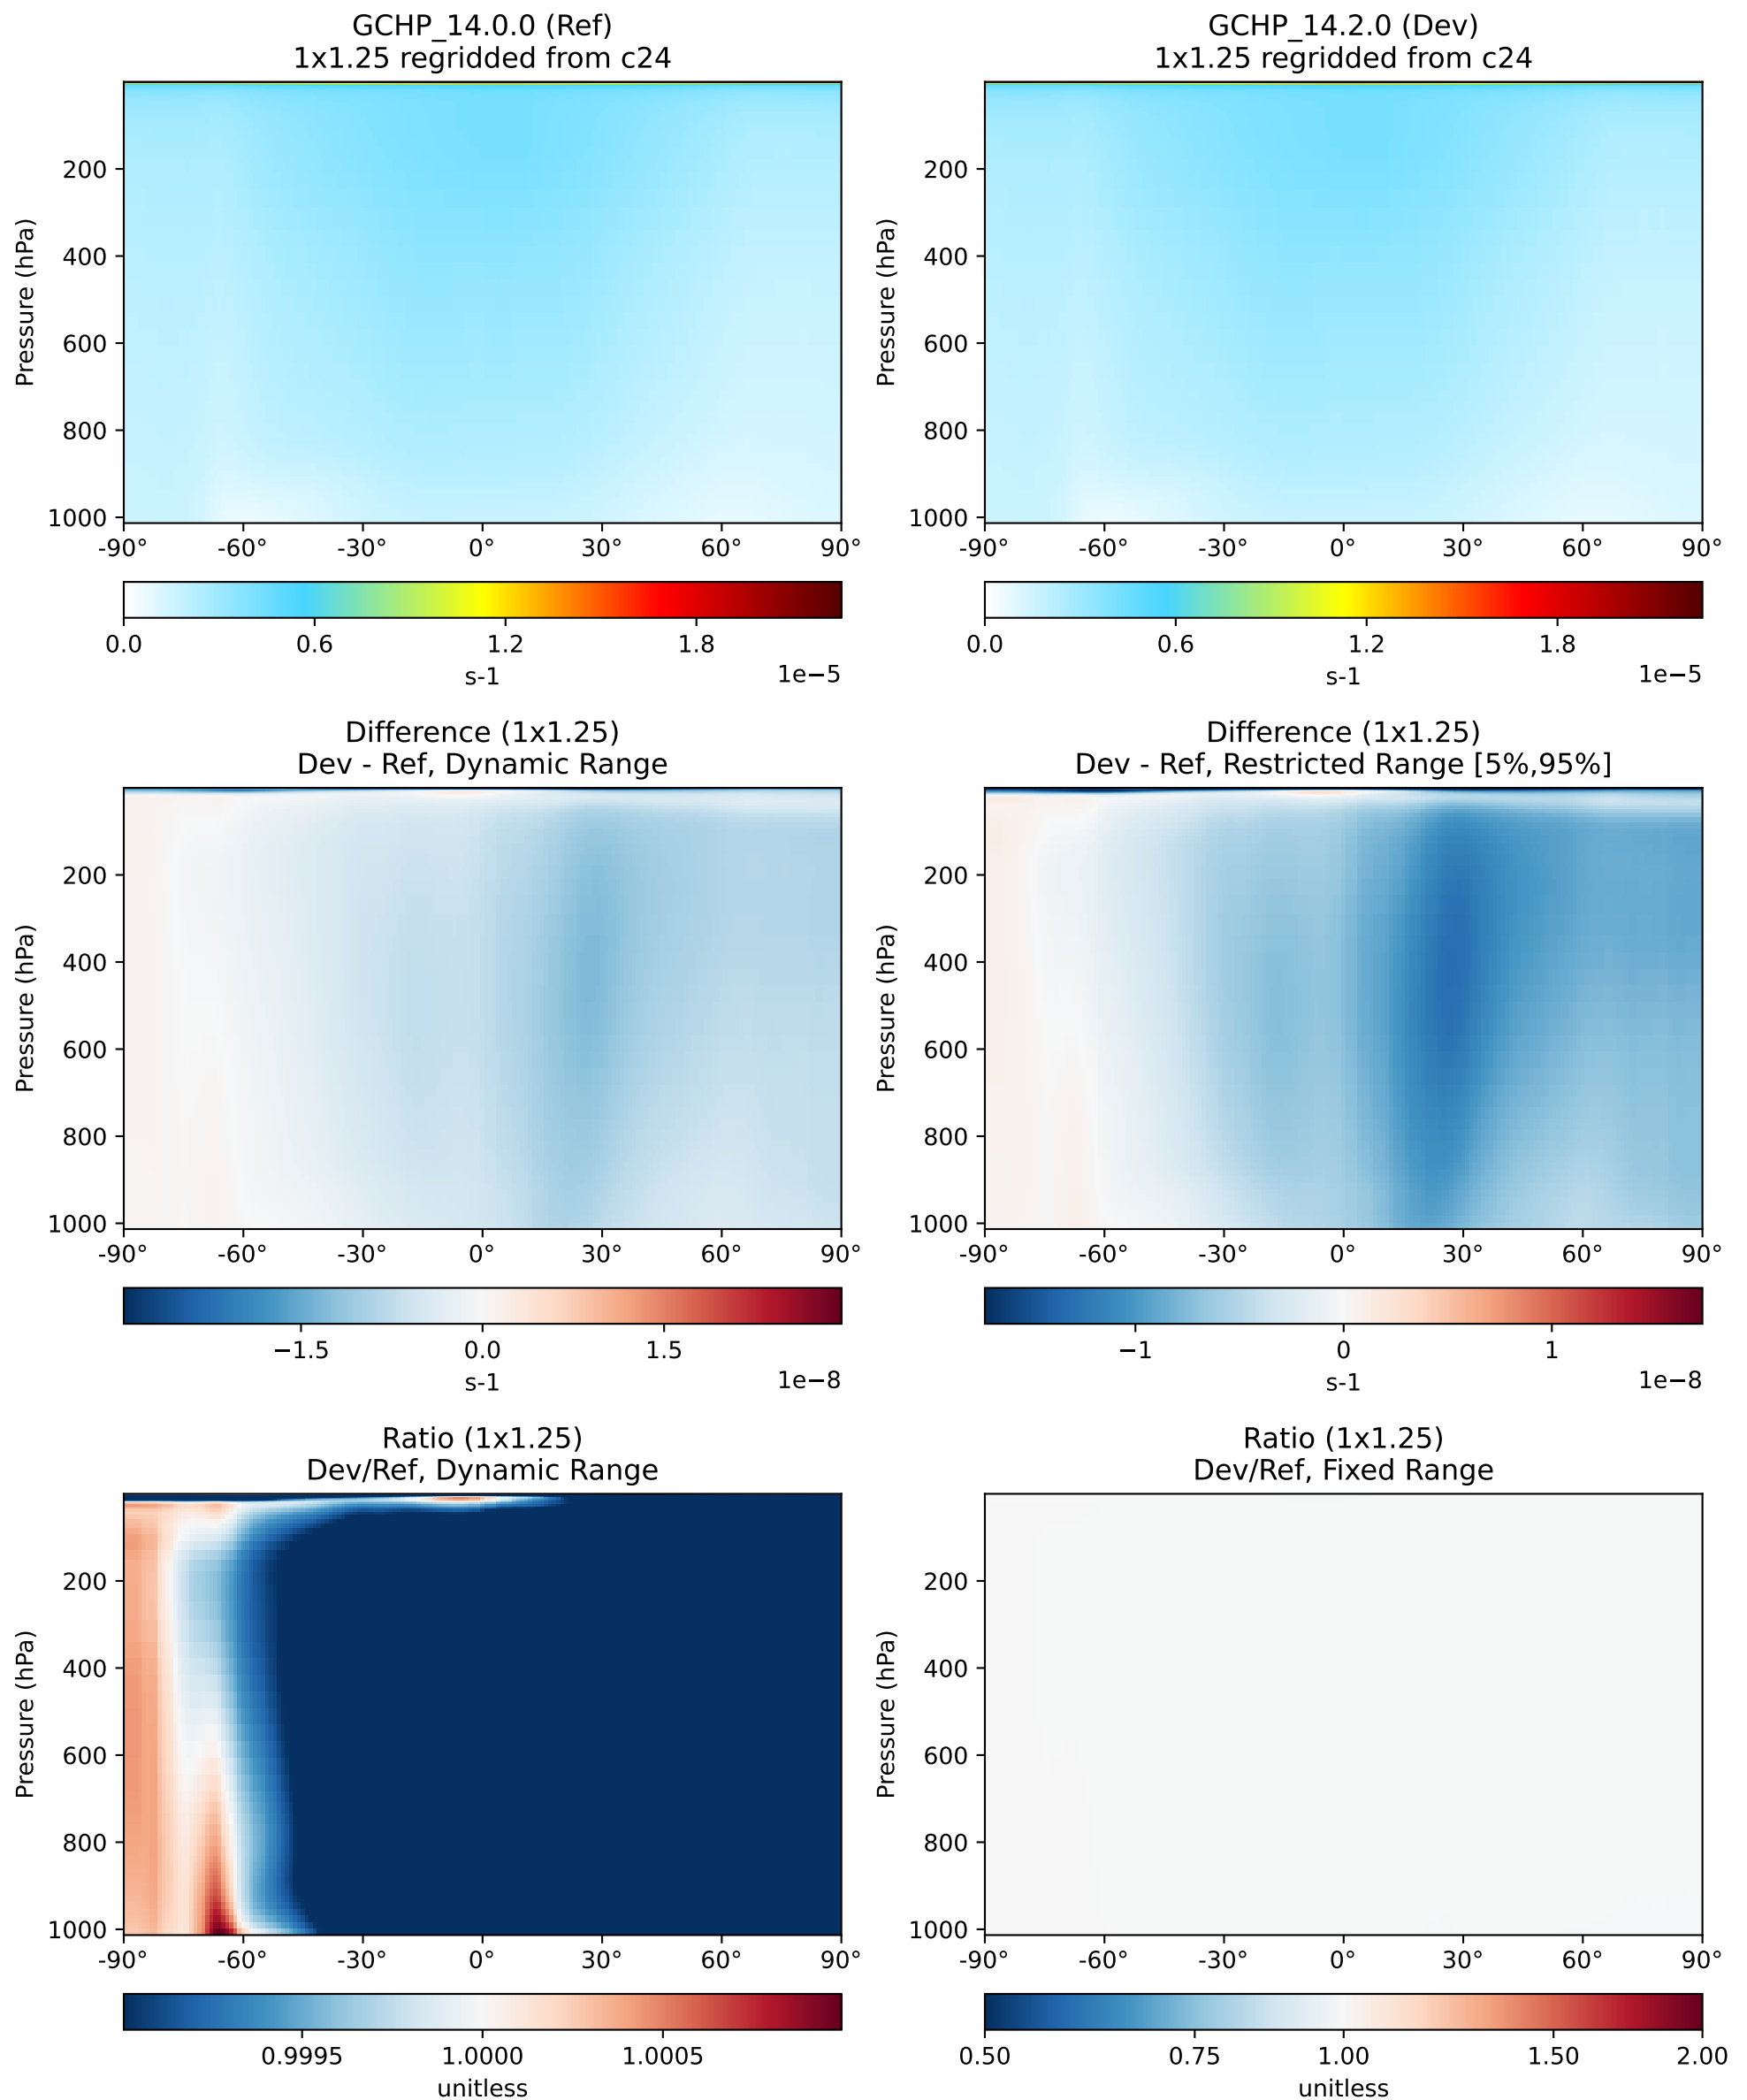 GCHP_14.0.0 (Ref)
1x1.25 regridded from c24
Pressure (hPa)
200
400
600
800
1000
-90° -60° -30° 0° 30° 60° 90°
0.0 0.6 1.2 1.8
s-1
1e−5
GCHP_14.2.0 (Dev)
1x1.25 regridded from c24
Pressure (hPa)
200
400
600
800
1000
-90° -60° -30° 0° 30° 60° 90°
0.0 0.6 1.2 1.8
s-1
1e−5
Difference (1x1.25)
Dev - Ref, Dynamic Range
Pressure (hPa)
200
400
600
800
1000
-90° -60° -30° 0° 30° 60° 90°
−1.5 0.0 1.5
s-1
1e−8
Difference (1x1.25)
Dev - Ref, Restricted Range [5%,95%]
Pressure (hPa)
200
400
600
800
1000
-90° -60° -30° 0° 30° 60° 90°
−1 0 1
s-1
1e−8
Ratio (1x1.25)
Dev/Ref, Dynamic Range
Pressure (hPa)
200
400
600
800
1000
-90° -60° -30° 0° 30° 60° 90°
0.9995 1.0000 1.0005
unitless
Ratio (1x1.25)
Dev/Ref, Fixed Range
Pressure (hPa)
200
400
600
800
1000
-90° -60° -30° 0° 30° 60° 90°
0.50 0.75 1.00 1.50 2.00
unitless